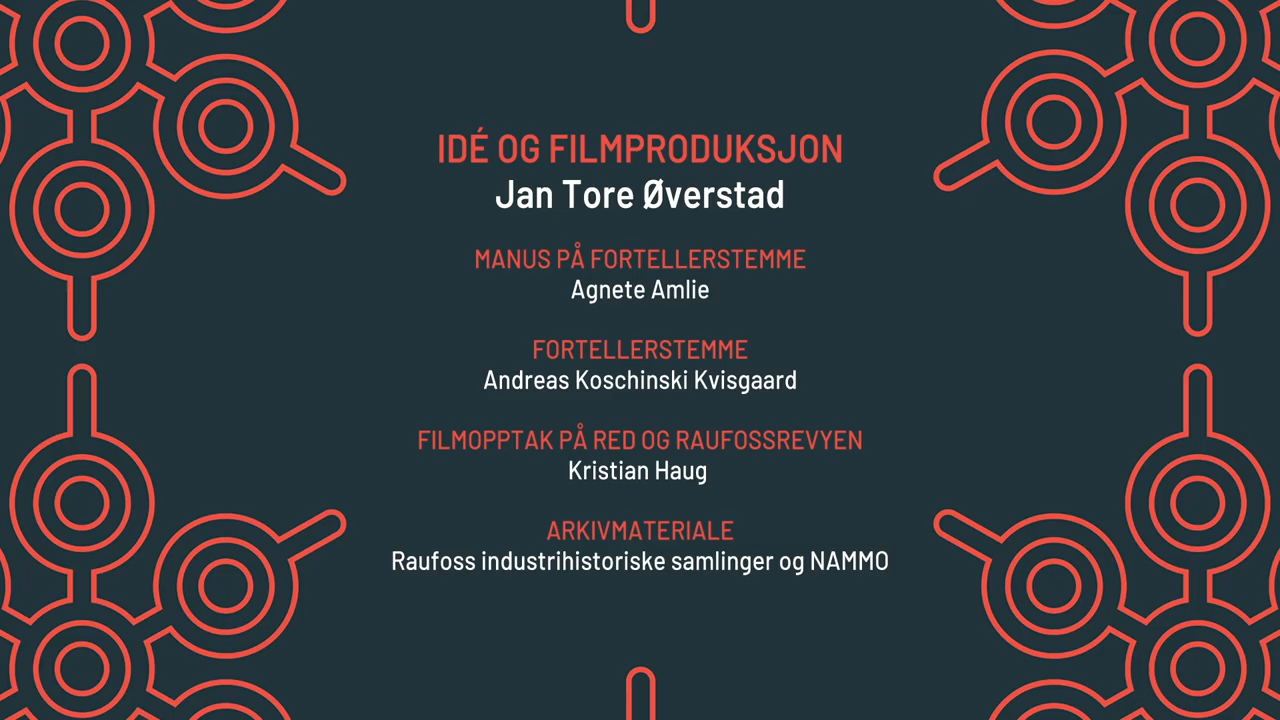 IDÉ OG FILMPRODUKSJON
Jan Tore Øverstad
MANUS PÅ FORTELLERSTEMME
Agnete Amlie
FORTELLERSTEMME
Andreas Koschinski Kvisgaard
FILMOPPTAK PÅ RED OG RAUFOSSREVYEN
Kristian Haug
ARKIVMATERIALE
Raufoss industrihistoriske samlinger og NAMMO